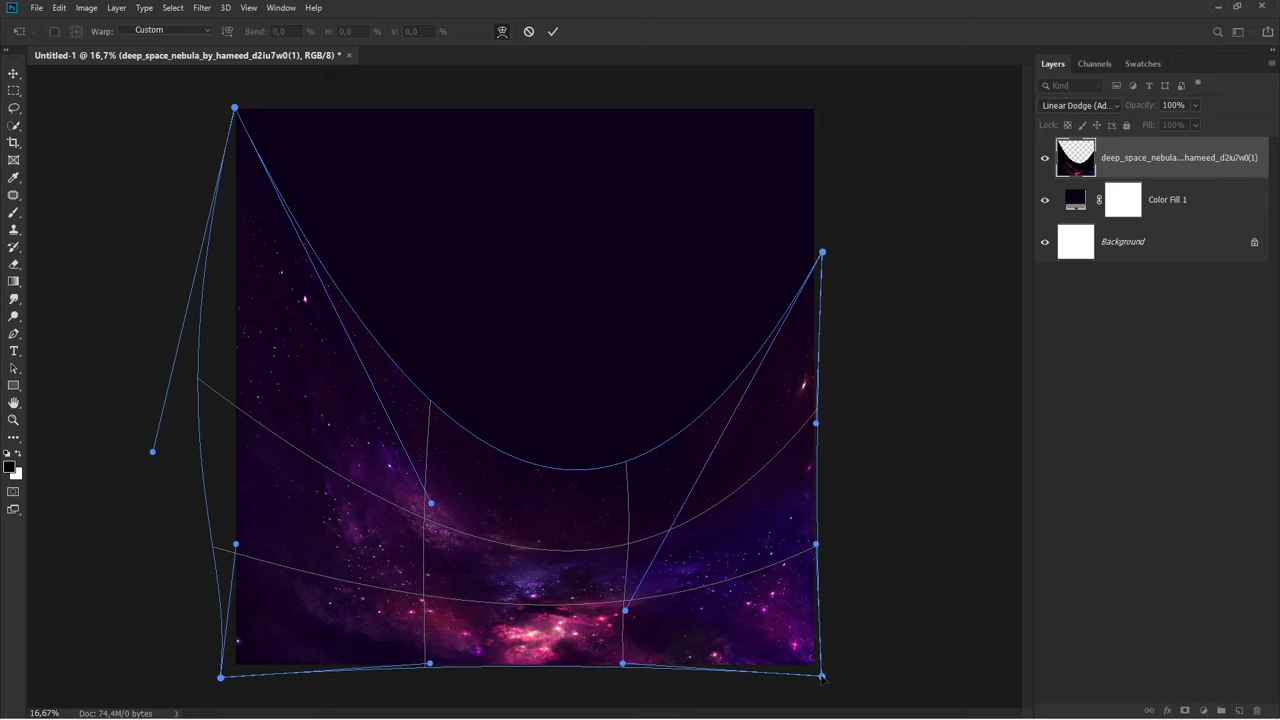 Ps File Edit Image Layer Type Select Filter 3D View Window Help
Warp: Custom Bend: 0,0 % H: 0,0 % V: 0,0 %
Untitled-1 @ 16,7% (deep_space_nebula_by_hameed_d2iu7w0(1), RGB/8) * ×
Layers Channels Swatches
Kind
Linear Dodge (Ad... Opacity: 100%
Lock: Fill: 100%
deep_space_nebula...hameed_d2iu7w0(1)
Color Fill 1
Background
16,67% Doc: 74,4M/0 bytes